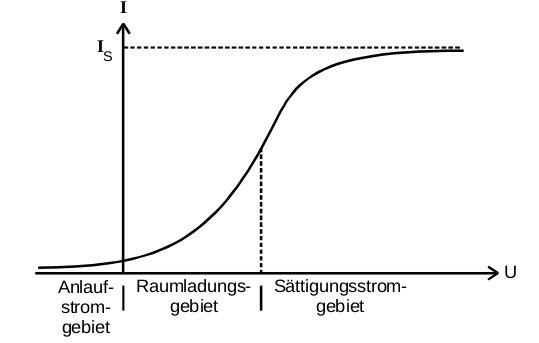 I
I_S
U
Anlauf-
strom-
gebiet
Raumladungs-
gebiet
Sättigungsstrom-
gebiet